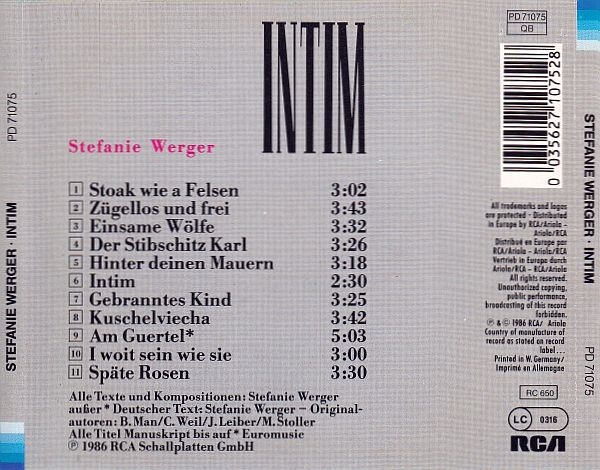 PD 71075
STEFANIE WERGER · INTIM
INTIM
Stefanie Werger
1 Stoak wie a Felsen 3:02
2 Zügellos und frei 3:43
3 Einsame Wölfe 3:32
4 Der Stibschitz Karl 3:26
5 Hinter deinen Mauern 3:18
6 Intim 2:30
7 Gebranntes Kind 3:25
8 Kuschelviecha 3:42
9 Am Guertel* 5:03
10 I woit sein wie sie 3:00
11 Späte Rosen 3:30
Alle Texte und Kompositionen: Stefanie Werger
außer * Deutscher Text: Stefanie Werger – Original-
autoren: B. Man/C. Weil/J. Leiber/M. Stoller
Alle Titel Manuskript bis auf * Euromusic
Ⓟ 1986 RCA Schallplatten GmbH
PD 71075
QB
0 035627 107528
All trademarks and logos
are protected · Distributed
in Europe by RCA/Ariola –
Ariola/RCA
Distribué en Europe par
RCA/Ariola – Ariola/RCA
Vertrieb in Europa durch
Ariola/RCA – RCA/Ariola
All rights reserved.
Unauthorized copying,
public performance,
broadcasting of this record
forbidden.
Ⓟ & © 1986 RCA/ Ariola
Country of manufacture of
record as stated on record
label ...
Printed in W. Germany/
Imprimé en Allemagne
RC 650
LC 0316
RCA
STEFANIE WERGER · INTIM
PD 71075